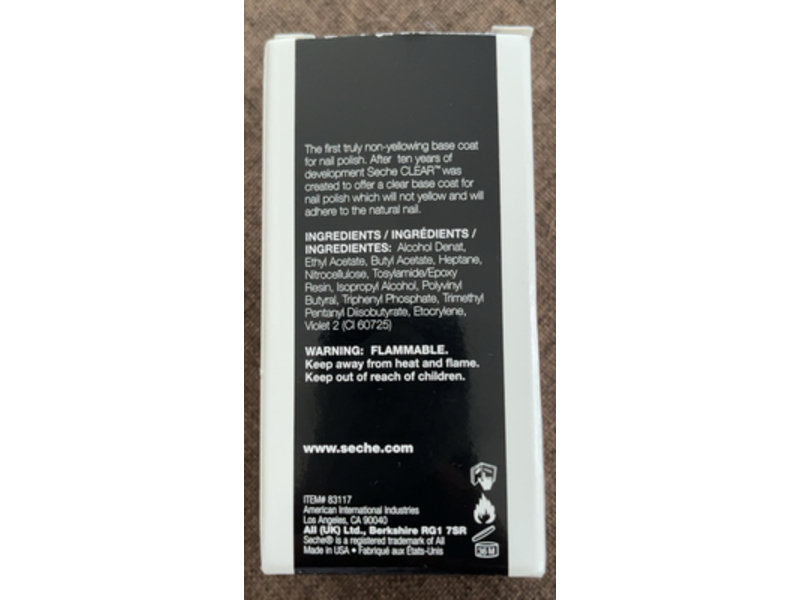 The first truly non-yellowing base coat
for nail polish. After ten years of
development Seche CLEAR™ was
created to offer a clear base coat for
nail polish which will not yellow and will
adhere to the natural nail.
INGREDIENTS / INGRÉDIENTS /
INGREDIENTES: Alcohol Denat,
Ethyl Acetate, Butyl Acetate, Heptane,
Nitrocellulose, Tosylamide/Epoxy
Resin, Isopropyl Alcohol, Polyvinyl
Butyral, Triphenyl Phosphate, Trimethyl
Pentanyl Diisobutyrate, Etocrylene,
Violet 2 (CI 60725)
WARNING: FLAMMABLE.
Keep away from heat and flame.
Keep out of reach of children.
www.seche.com
ITEM# 83117
American International Industries
Los Angeles, CA 90040
AII (UK) Ltd., Berkshire RG1 7SR
Seche® is a registered trademark of AII
Made in USA • Fabriqué aux États-Unis
36 M